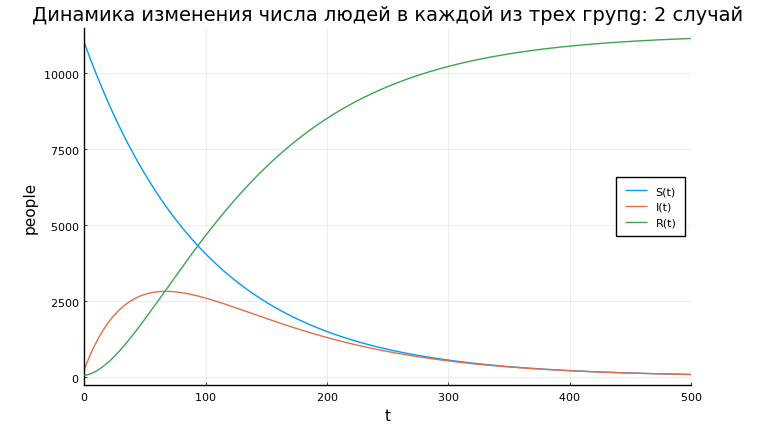 Динамика изменения числа людей в каждой из трех групg: 2 случай
people
10000
7500
5000
2500
0
S(t)
I(t)
R(t)
0 100 200 300 400 500
t